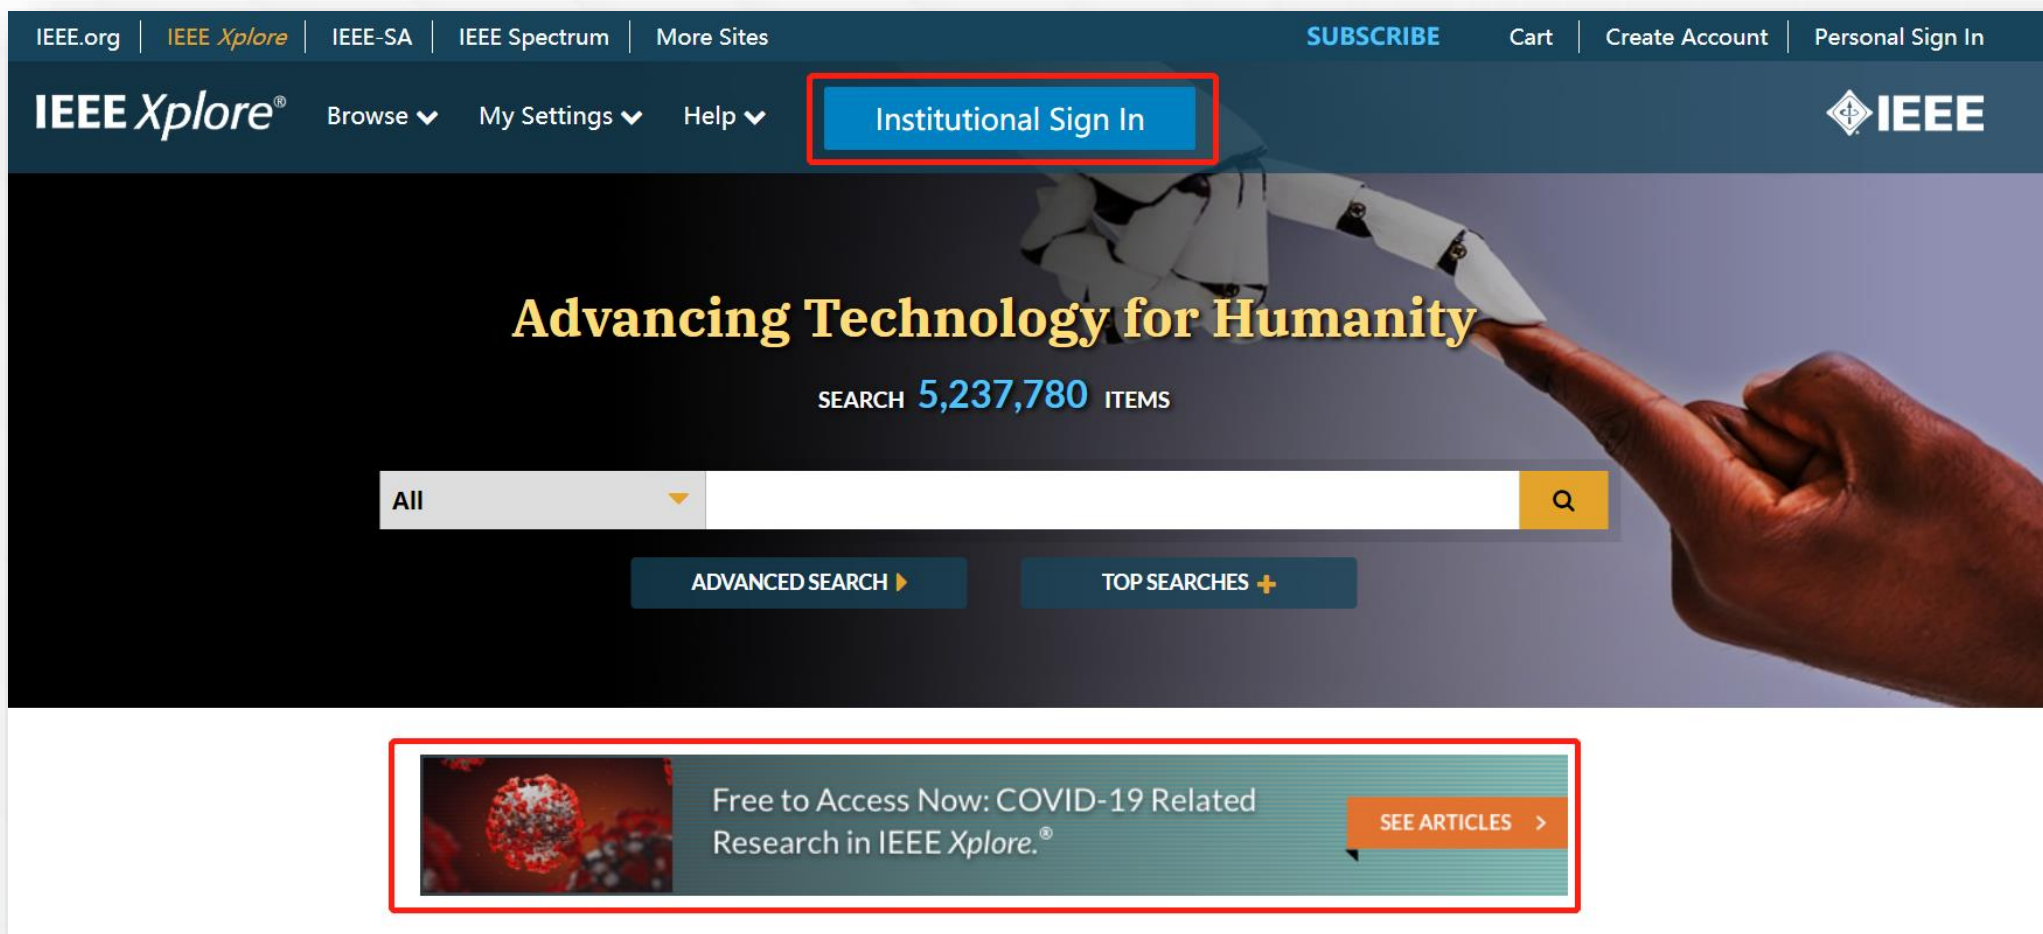 IEEE.org IEEE Xplore IEEE-SA IEEE Spectrum More Sites SUBSCRIBE Cart Create Account Personal Sign In
IEEE Xplore® Browse My Settings Help Institutional Sign In IEEE
Advancing Technology for Humanity
SEARCH 5,237,780 ITEMS
All
ADVANCED SEARCH TOP SEARCHES
Free to Access Now: COVID-19 Related
Research in IEEE Xplore.®
SEE ARTICLES